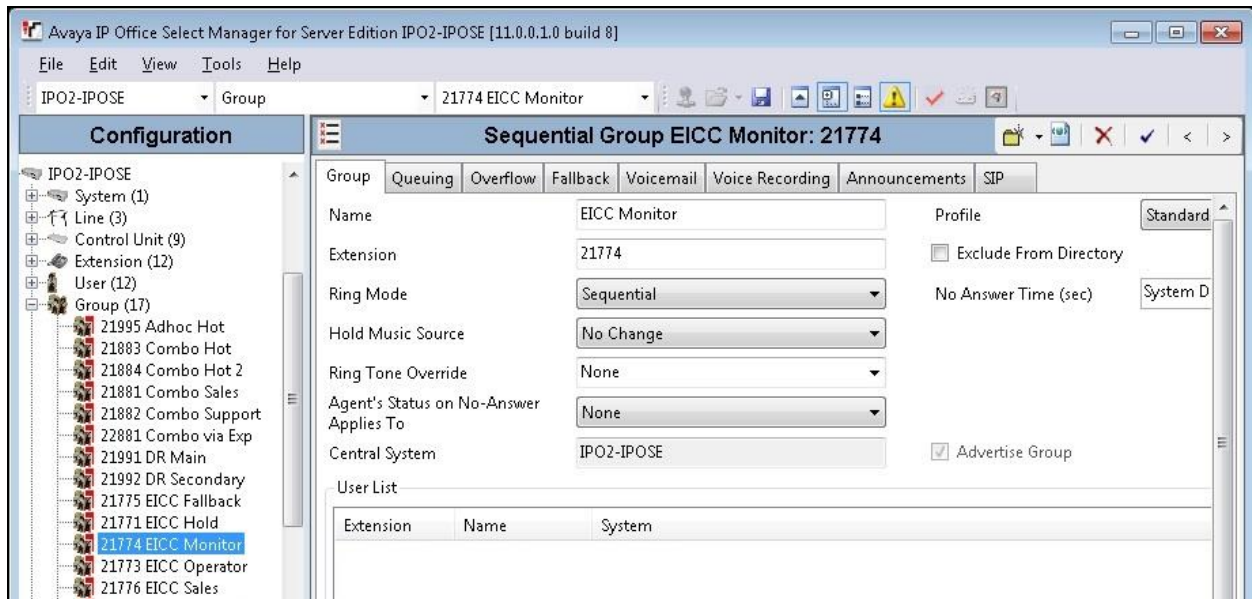 Avaya IP Office Select Manager for Server Edition IPO2-IPOSE [11.0.0.1.0 build 8]
File Edit View Tools Help
IPO2-IPOSE Group 21774 EICC Monitor
Configuration
Sequential Group EICC Monitor: 21774
IPO2-IPOSE
System (1)
Line (3)
Control Unit (9)
Extension (12)
User (12)
Group (17)
21995 Adhoc Hot
21883 Combo Hot
21884 Combo Hot 2
21881 Combo Sales
21882 Combo Support
22881 Combo via Exp
21991 DR Main
21992 DR Secondary
21775 EICC Fallback
21771 EICC Hold
21774 EICC Monitor
21773 EICC Operator
21776 EICC Sales
Group Queuing Overflow Fallback Voicemail Voice Recording Announcements SIP
Name EICC Monitor Profile Standard
Extension 21774 Exclude From Directory
Ring Mode Sequential No Answer Time (sec) System D
Hold Music Source No Change
Ring Tone Override None
Agent's Status on No-Answer
Applies To None
Central System IPO2-IPOSE Advertise Group
User List
Extension Name System